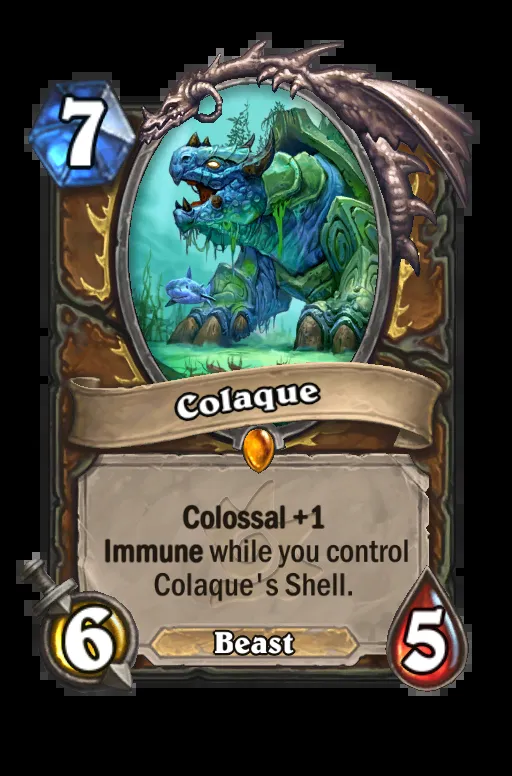 7
Colaque
Colossal +1
Immune while you control
Colaque's Shell.
6
Beast
5